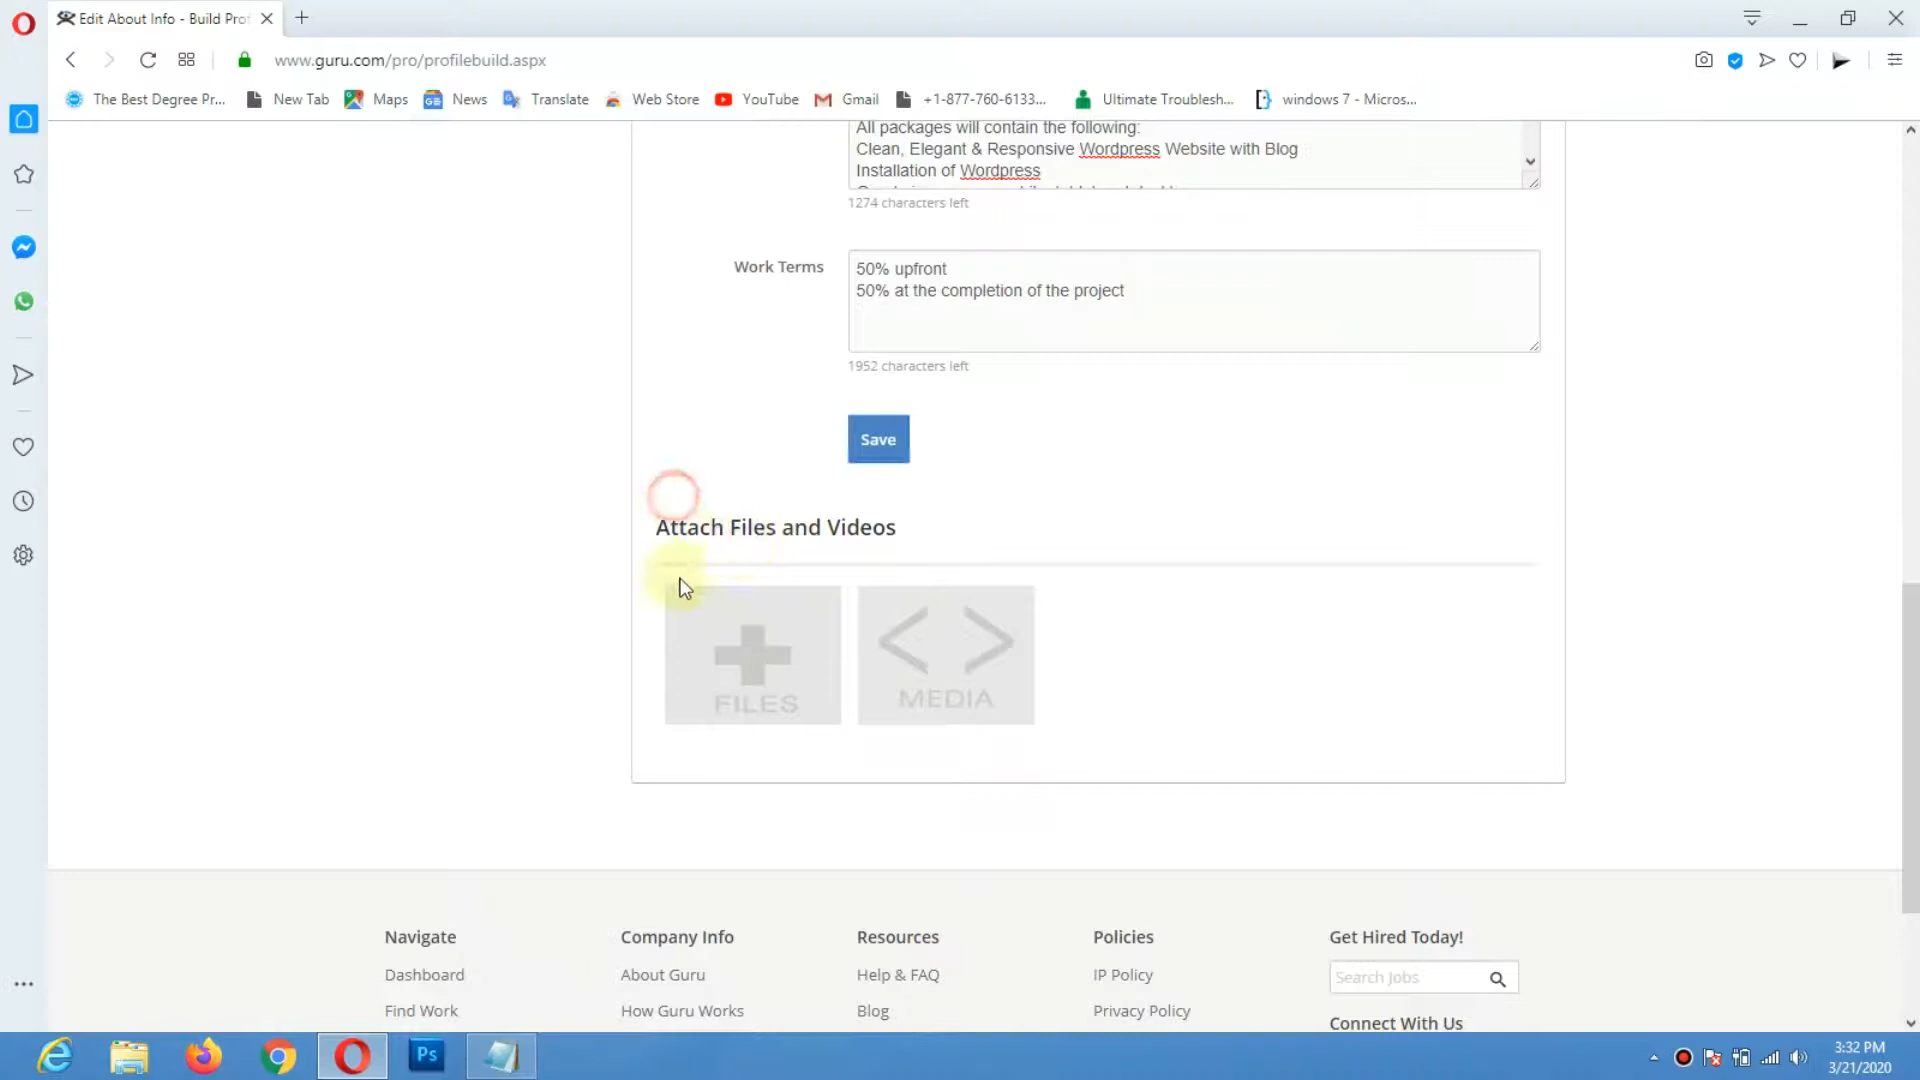 Edit About Info - Build Pro
www.guru.com/pro/profilebuild.aspx
The Best Degree Pr...
New Tab
Maps
News
Translate
Web Store
YouTube
Gmail
+1-877-760-6133...
Ultimate Troublesh...
windows 7 - Micros...
All packages will contain the following:
Clean, Elegant & Responsive Wordpress Website with Blog
Installation of Wordpress
1274 characters left
Work Terms
50% upfront
50% at the completion of the project
1952 characters left
Save
Attach Files and Videos
FILES
MEDIA
Navigate
Company Info
Resources
Policies
Get Hired Today!
Dashboard
About Guru
Help & FAQ
IP Policy
Search Jobs
Find Work
How Guru Works
Blog
Privacy Policy
Connect With Us
Ps
3:32 PM
3/21/2020